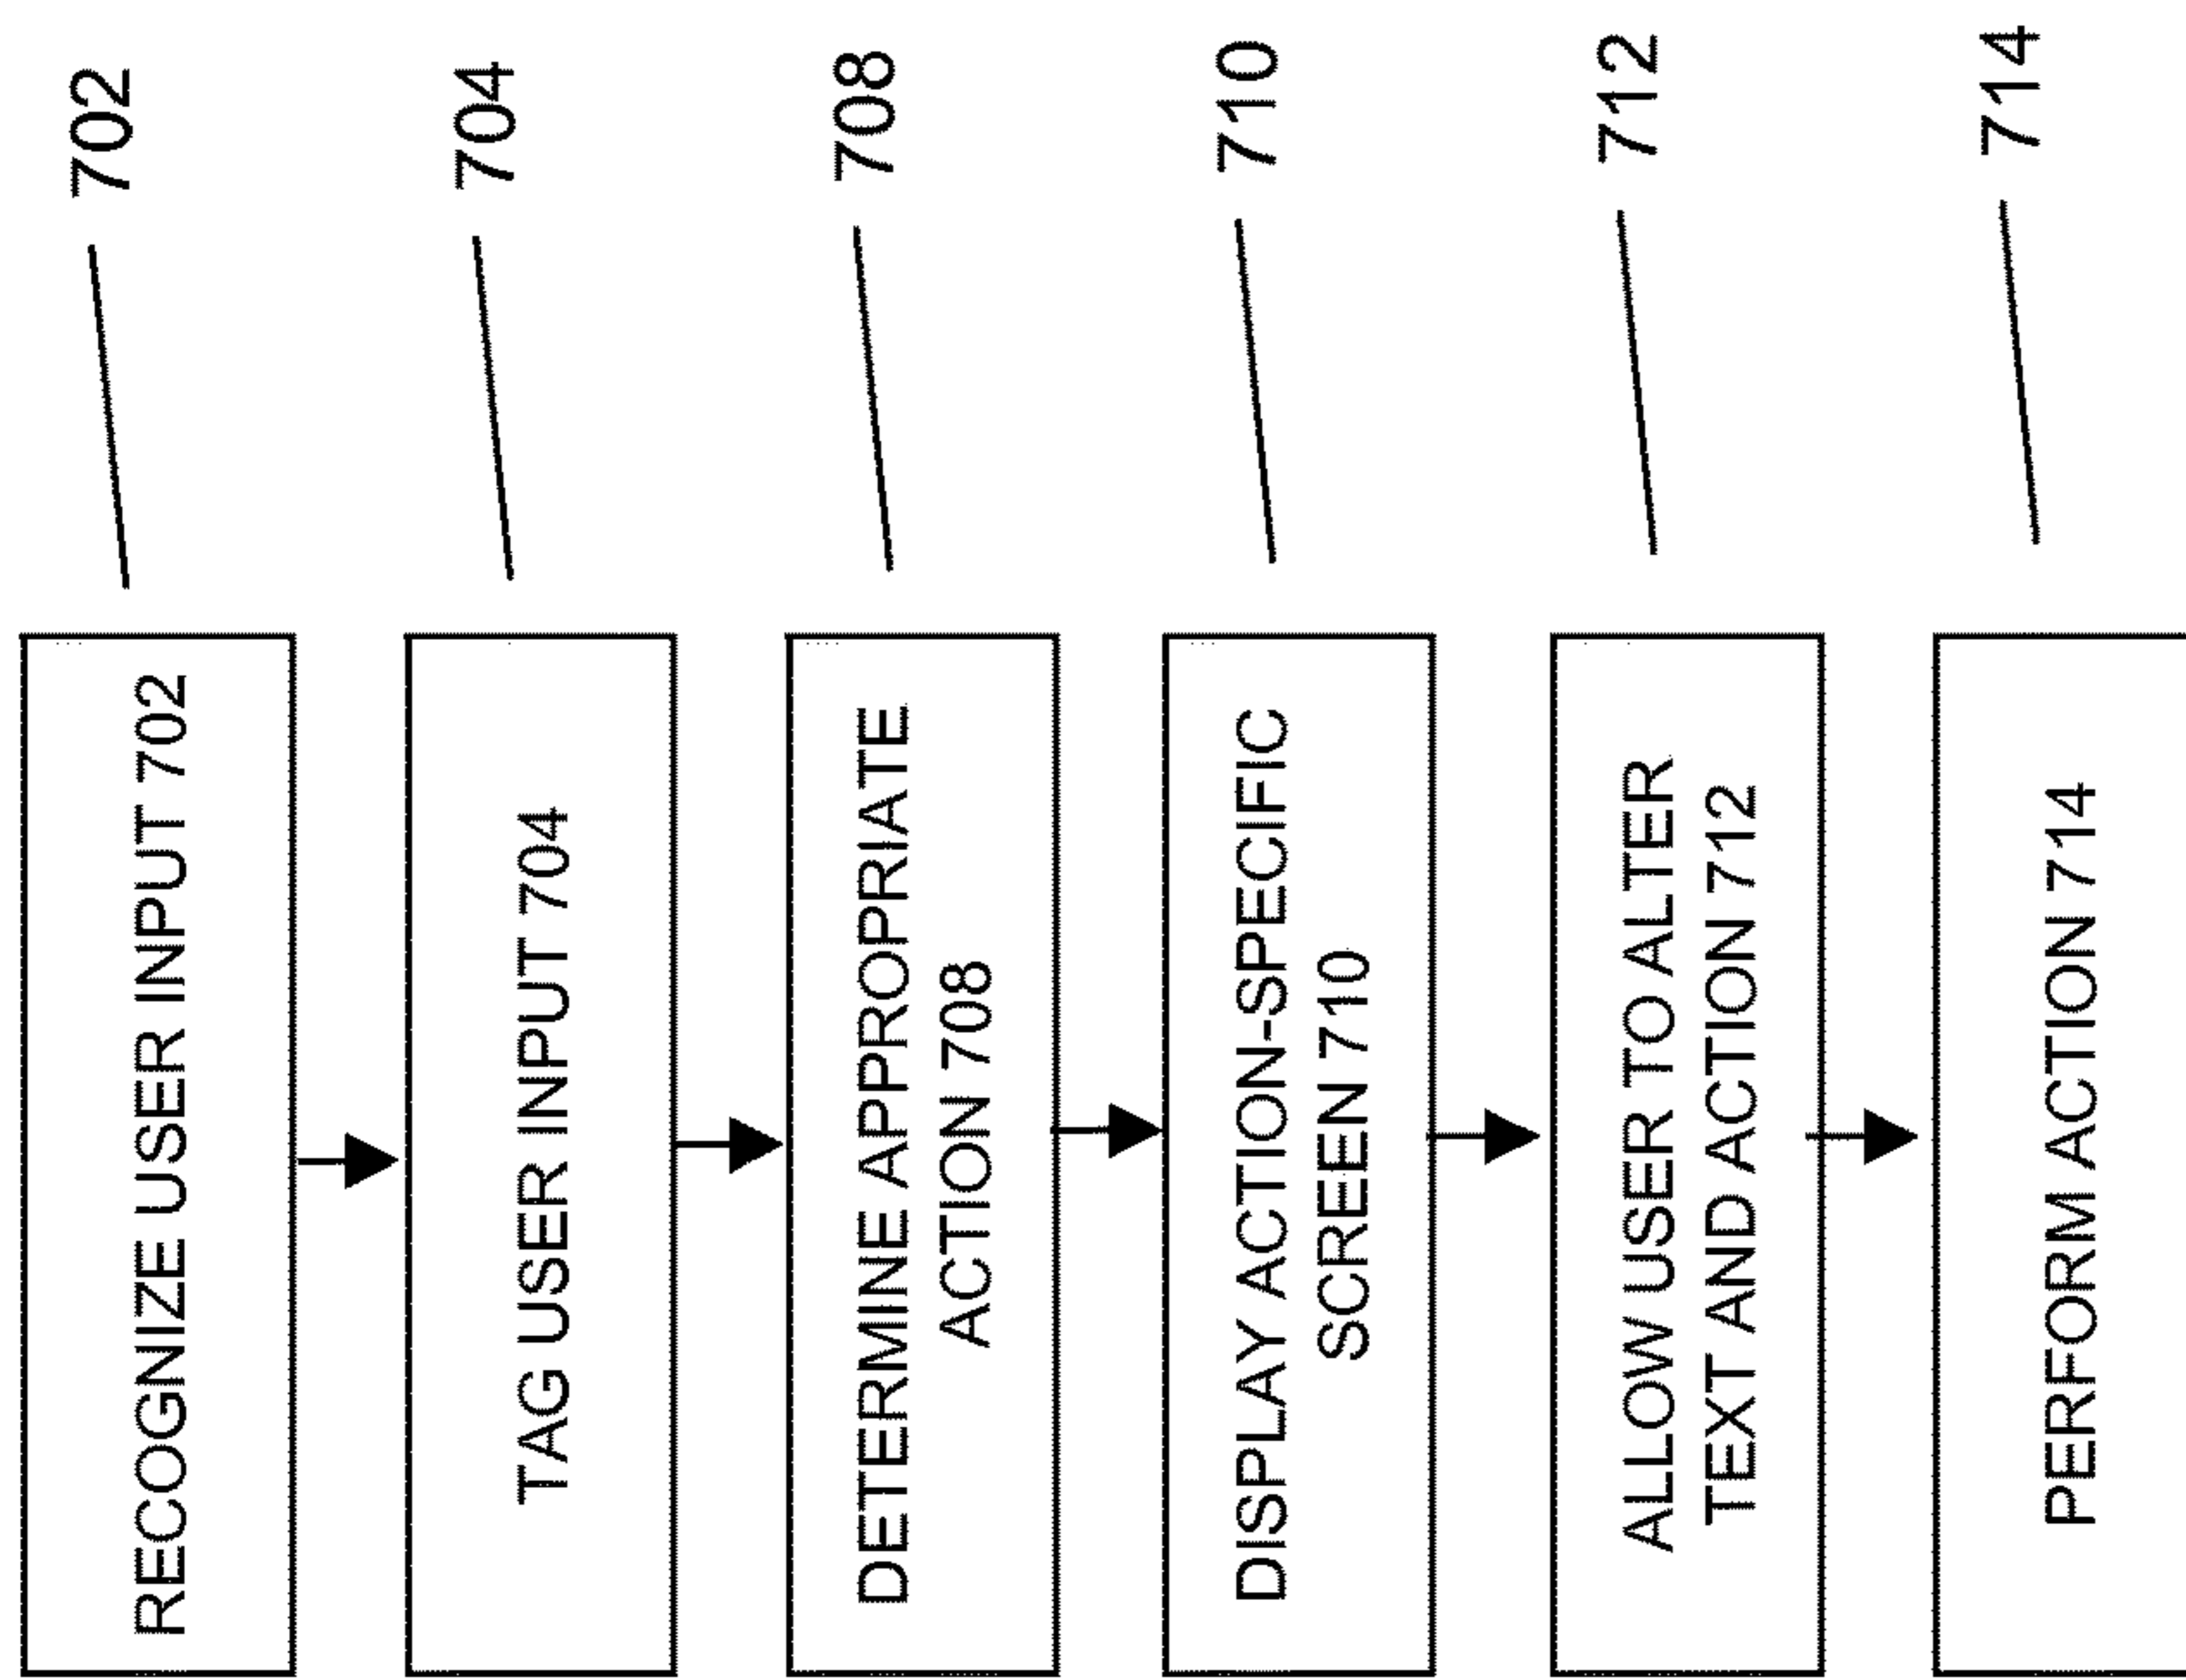 RECOGNIZE USER INPUT 702
702
TAG USER INPUT 704
704
DETERMINE APPROPRIATE
ACTION 708
708
DISPLAY ACTION-SPECIFIC
SCREEN 710
710
ALLOW USER TO ALTER
TEXT AND ACTION 712
712
PERFORM ACTION 714
714